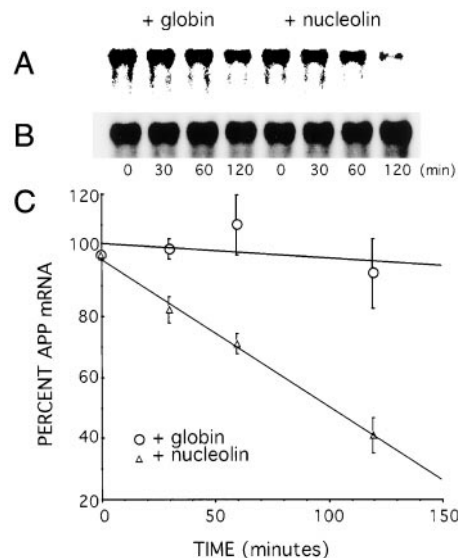 + globin + nucleolin
A
B
0 30 60 120 0 30 60 120 (min)
C
120
100
80
60
40
20
PERCENT APP mRNA
+ globin
+ nucleolin
0 50 100 150
TIME (minutes)